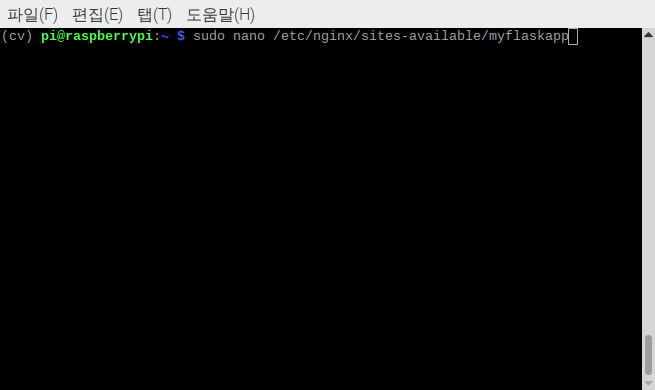 파일(F) 편집(E) 탭(T) 도움말(H)
(cv) pi@raspberrypi:~ $ sudo nano /etc/nginx/sites-available/myflaskapp